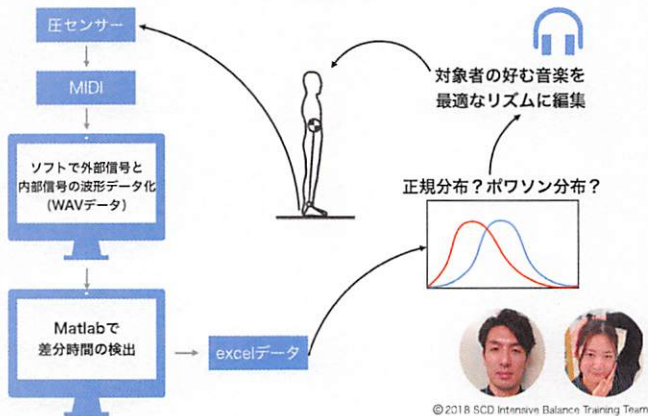 圧センサー
MIDI
ソフトで外部信号と
内部信号の波形データ化
(WAVデータ)
Matlabで
差分時間の検出
excelデータ
対象者の好む音楽を
最適なリズムに編集
正規分布？ポワソン分布？
©2018 SCD Intensive Balance Training Team